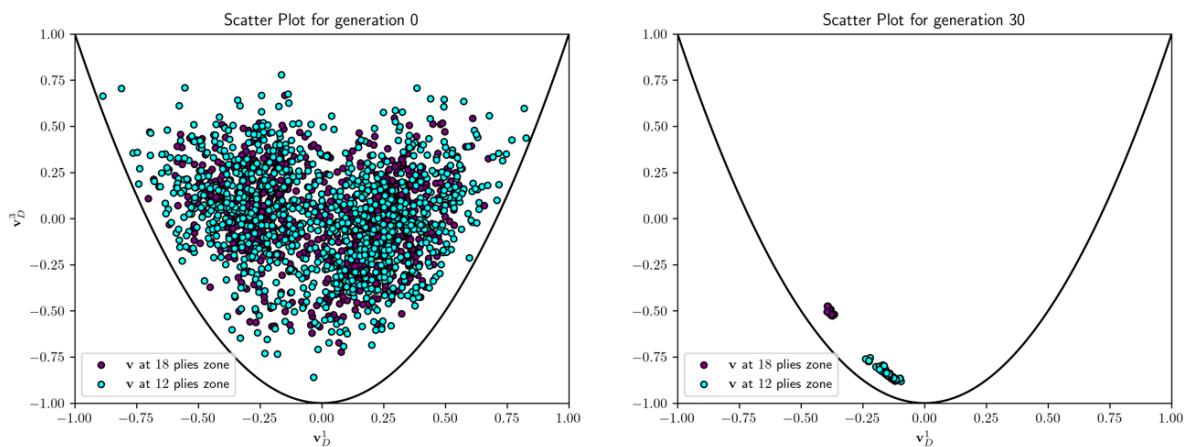 Scatter Plot for generation 0
1.00
0.75
0.50
0.25
0.00
−0.25
−0.50
−0.75
−1.00
v_D^3
v at 18 plies zone
v at 12 plies zone
−1.00 −0.75 −0.50 −0.25 0.00 0.25 0.50 0.75 1.00
v_D^1
Scatter Plot for generation 30
1.00
0.75
0.50
0.25
0.00
−0.25
−0.50
−0.75
−1.00
v at 18 plies zone
v at 12 plies zone
−1.00 −0.75 −0.50 −0.25 0.00 0.25 0.50 0.75 1.00
v_D^1